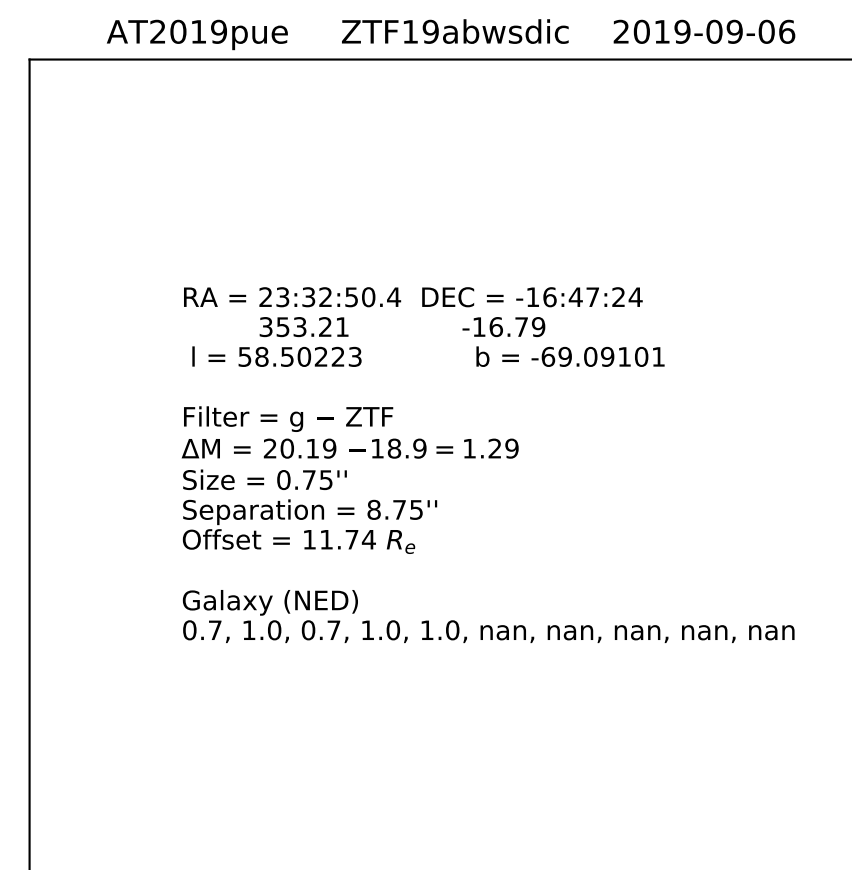 AT2019pue ZTF19abwsdic 2019-09-06
RA = 23:32:50.4 DEC = -16:47:24
353.21 -16.79
l = 58.50223 b = -69.09101
Filter = g − ZTF
ΔM = 20.19 −18.9 = 1.29
Size = 0.75''
Separation = 8.75''
Offset = 11.74 Re
Galaxy (NED)
0.7, 1.0, 0.7, 1.0, 1.0, nan, nan, nan, nan, nan